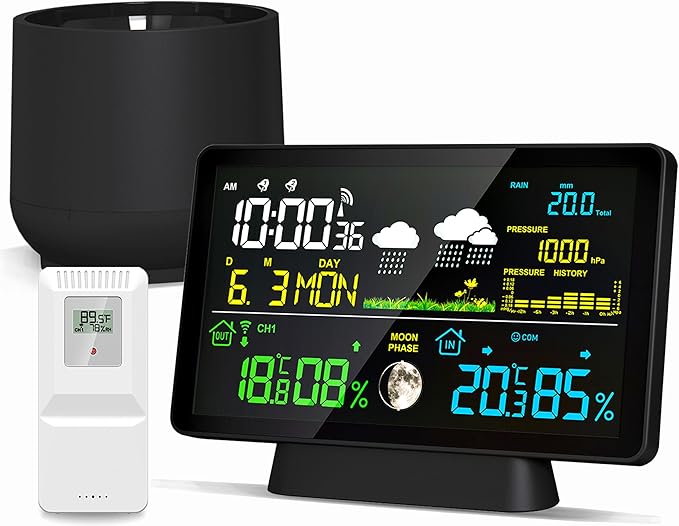 AM
10:00 36
D M DAY
6. 3 MON
RAIN mm
20.0 Total
PRESSURE
1000 hPa
PRESSURE HISTORY
OUT CH1
18.8 °C 08%
MOON
PHASE
IN COM
20.3 °C 85%
89.5°F
CH1 78%RH